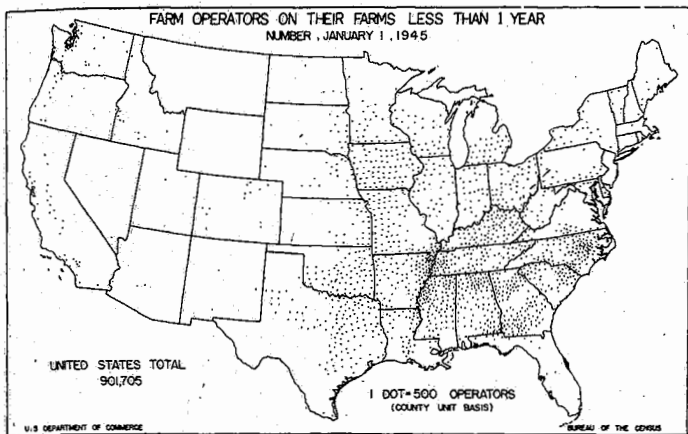 FARM OPERATORS ON THEIR FARMS LESS THAN 1 YEAR
NUMBER, JANUARY 1, 1945
UNITED STATES TOTAL
901,705
1 DOT=500 OPERATORS
(COUNTY UNIT BASIS)
U.S DEPARTMENT OF COMMERCE
BUREAU OF THE CENSUS